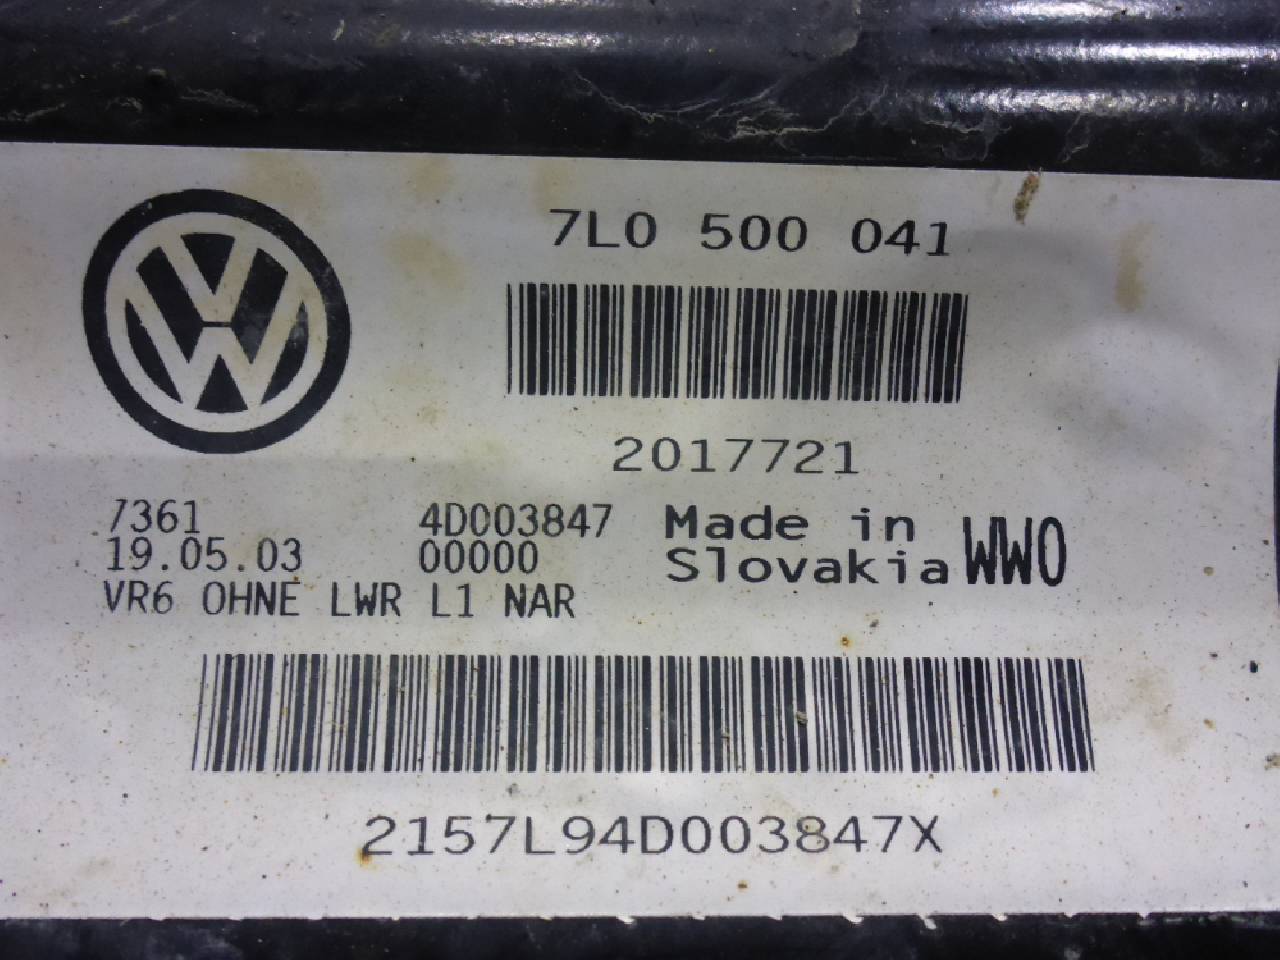 7L0 500 041
2017721
7361 4D003847 Made in
19.05.03 00000 Slovakia WWO
VR6 OHNE LWR L1 NAR
2157L94D003847X